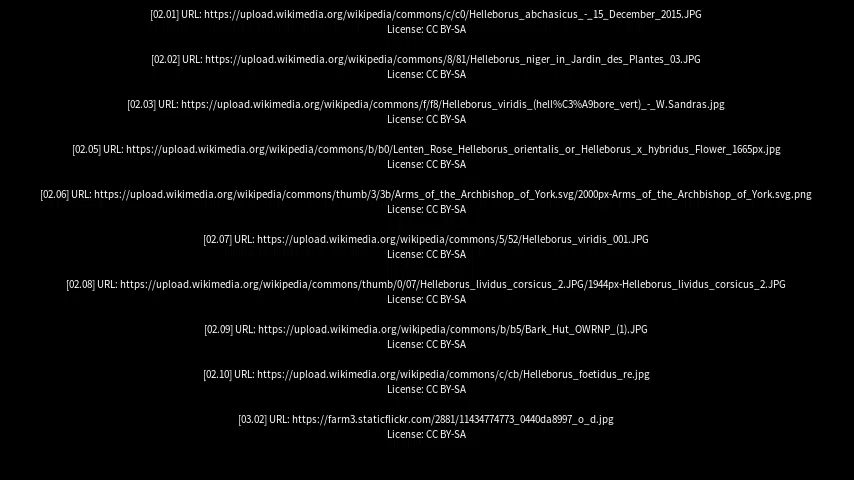 [02.01] URL: https://upload.wikimedia.org/wikipedia/commons/c/c0/Helleborus_abchasicus_-_15_December_2015.JPG
License: CC BY-SA
[02.02] URL: https://upload.wikimedia.org/wikipedia/commons/8/81/Helleborus_niger_in_Jardin_des_Plantes_03.JPG
License: CC BY-SA
[02.03] URL: https://upload.wikimedia.org/wikipedia/commons/f/f8/Helleborus_viridis_(hell%C3%A9bore_vert)_-_W.Sandras.jpg
License: CC BY-SA
[02.05] URL: https://upload.wikimedia.org/wikipedia/commons/b/b0/Lenten_Rose_Helleborus_orientalis_or_Helleborus_x_hybridus_Flower_1665px.jpg
License: CC BY-SA
[02.06] URL: https://upload.wikimedia.org/wikipedia/commons/thumb/3/3b/Arms_of_the_Archbishop_of_York.svg/2000px-Arms_of_the_Archbishop_of_York.svg.png
License: CC BY-SA
[02.07] URL: https://upload.wikimedia.org/wikipedia/commons/5/52/Helleborus_viridis_001.JPG
License: CC BY-SA
[02.08] URL: https://upload.wikimedia.org/wikipedia/commons/thumb/0/07/Helleborus_lividus_corsicus_2.JPG/1944px-Helleborus_lividus_corsicus_2.JPG
License: CC BY-SA
[02.09] URL: https://upload.wikimedia.org/wikipedia/commons/b/b5/Bark_Hut_OWRNP_(1).JPG
License: CC BY-SA
[02.10] URL: https://upload.wikimedia.org/wikipedia/commons/c/cb/Helleborus_foetidus_re.jpg
License: CC BY-SA
[03.02] URL: https://farm3.staticflickr.com/2881/11434774773_0440da8997_o_d.jpg
License: CC BY-SA